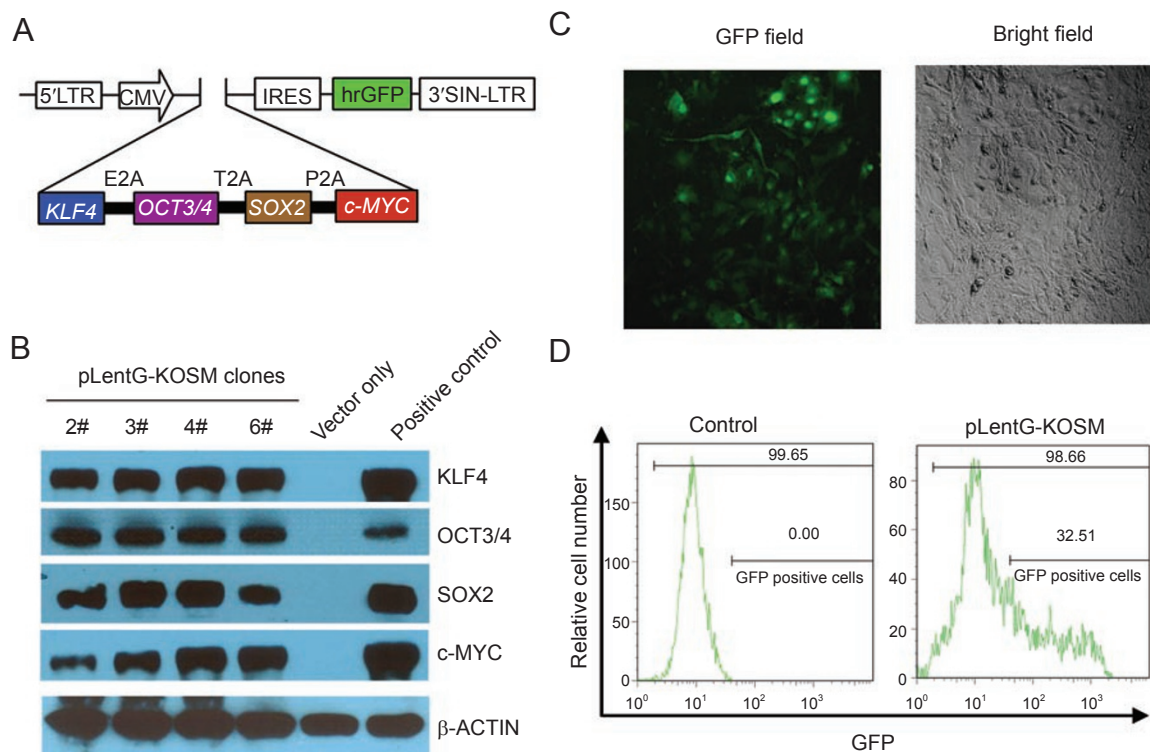 A
5'LTR CMV IRES hrGFP 3'SIN-LTR
E2A T2A P2A
KLF4 OCT3/4 SOX2 c-MYC
B
pLentG-KOSM clones
Vector only
Positive control
2# 3# 4# 6#
KLF4
OCT3/4
SOX2
c-MYC
β-ACTIN
C
GFP field Bright field
D
Control pLentG-KOSM
Relative cell number
99.65
0.00
GFP positive cells
150
100
50
0
10⁰ 10¹ 10² 10³
98.66
32.51
GFP positive cells
80
60
40
20
0
10⁰ 10¹ 10² 10³
GFP